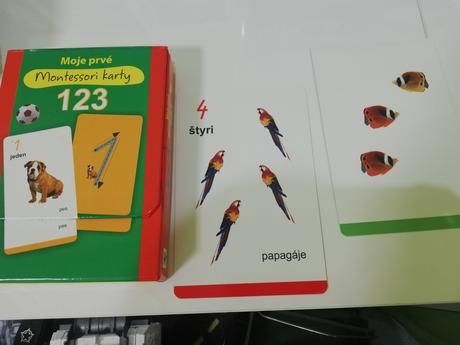 Moje prvé
Montessori karty
123
1
jeden
pes
pes
4
štyri
papagáje